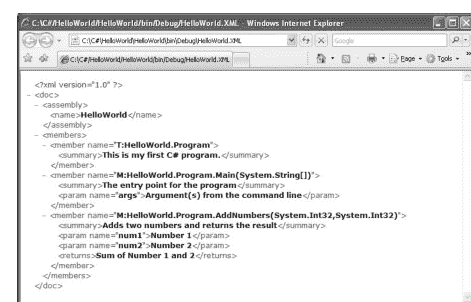 C:\C#\HelloWorld\HelloWorld\bin\Debug\HelloWorld.XML - Windows Internet Explorer
C:\C#\HelloWorld\HelloWorld\bin\Debug\HelloWorld.XML Google
C:\C#\HelloWorld\HelloWorld\bin\Debug\HelloWorld.XML Page Tools
<?xml version="1.0" ?>
- <doc>
- <assembly>
<name>HelloWorld</name>
</assembly>
- <members>
- <member name="T:HelloWorld.Program">
<summary>This is my first C# program.</summary>
</member>
- <member name="M:HelloWorld.Program.Main(System.String[])">
<summary>The entry point for the program</summary>
<param name="args">Argument(s) from the command line</param>
</member>
- <member name="M:HelloWorld.Program.AddNumbers(System.Int32,System.Int32)">
<summary>Adds two numbers and returns the result</summary>
<param name="num1">Number 1</param>
<param name="num2">Number 2</param>
<returns>Sum of Number 1 and 2</returns>
</member>
</members>
</doc>